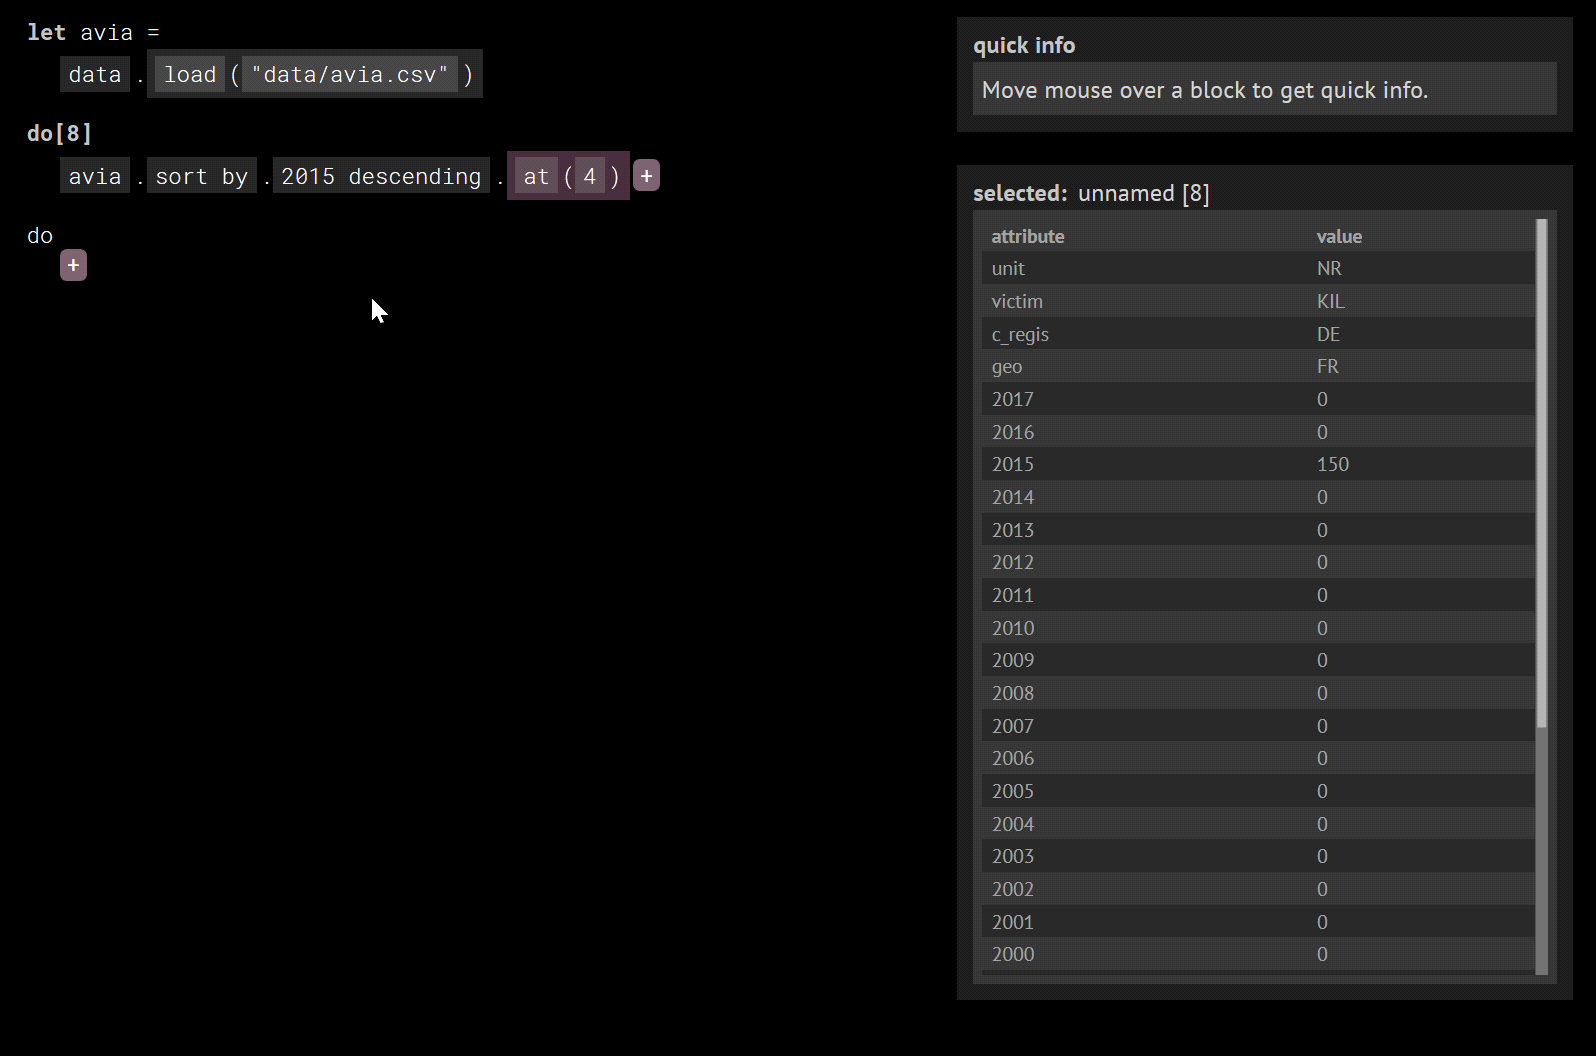 let avia =
data . load ( "data/avia.csv" )
do[8]
avia . sort by . 2015 descending . at ( 4 ) +
do
+
quick info
Move mouse over a block to get quick info.
selected: unnamed [8]
attribute value
unit NR
victim KIL
c_regis DE
geo FR
2017 0
2016 0
2015 150
2014 0
2013 0
2012 0
2011 0
2010 0
2009 0
2008 0
2007 0
2006 0
2005 0
2004 0
2003 0
2002 0
2001 0
2000 0